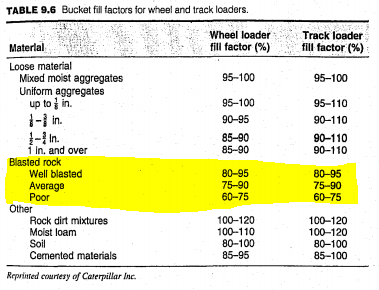 TABLE 9.6 Bucket fill factors for wheel and track loaders.
Wheel loader Track loader
Material fill factor (%) fill factor (%)
Loose material
Mixed moist aggregates 95–100 95–100
Uniform aggregates
up to ⅛ in. 95–100 95–110
⅛–⅜ in. 90–95 90–110
½–¾ in. 85–90 90–110
1 in. and over 85–90 90–110
Blasted rock
Well blasted 80–95 80–95
Average 75–90 75–90
Poor 60–75 60–75
Other
Rock dirt mixtures 100–120 100–120
Moist loam 100–110 100–120
Soil 80–100 80–100
Cemented materials 85–95 85–100
Reprinted courtesy of Caterpillar Inc.